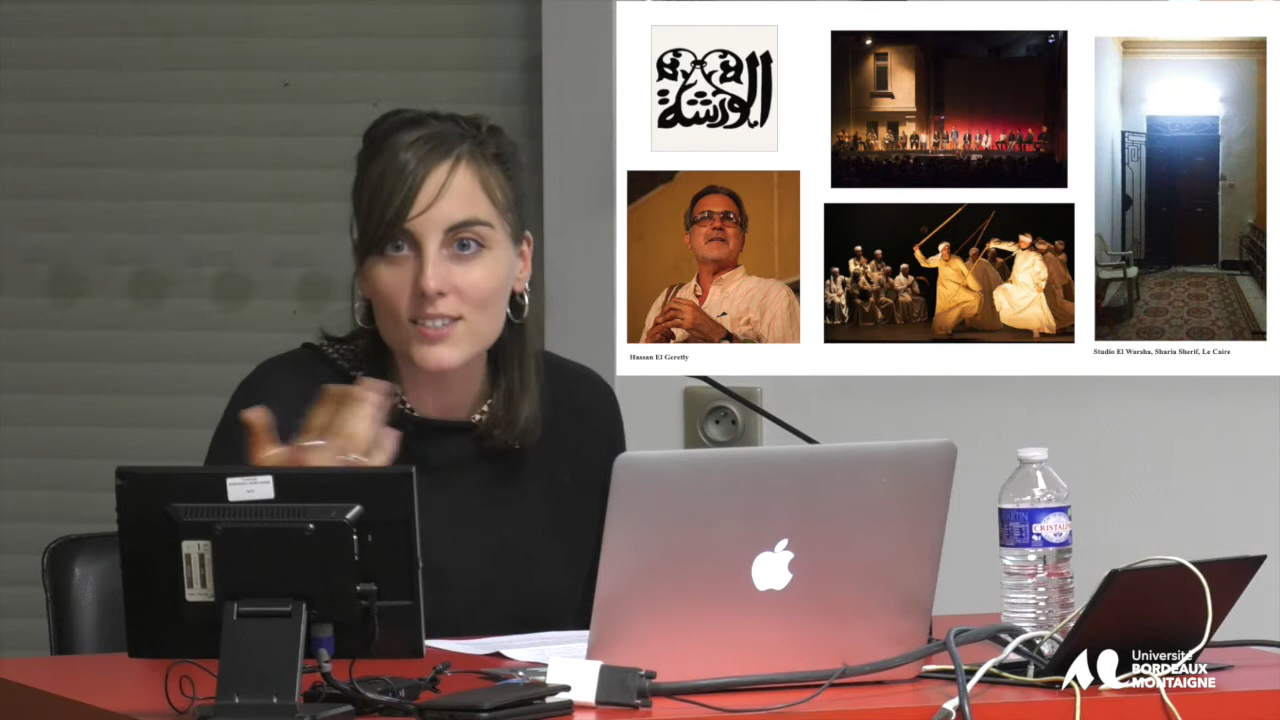 الورشة
Hassan El Geretly
Studio El Warsha, Sharia Sherif, Le Caire
CRISTALINE
Université
BORDEAUX
MONTAIGNE